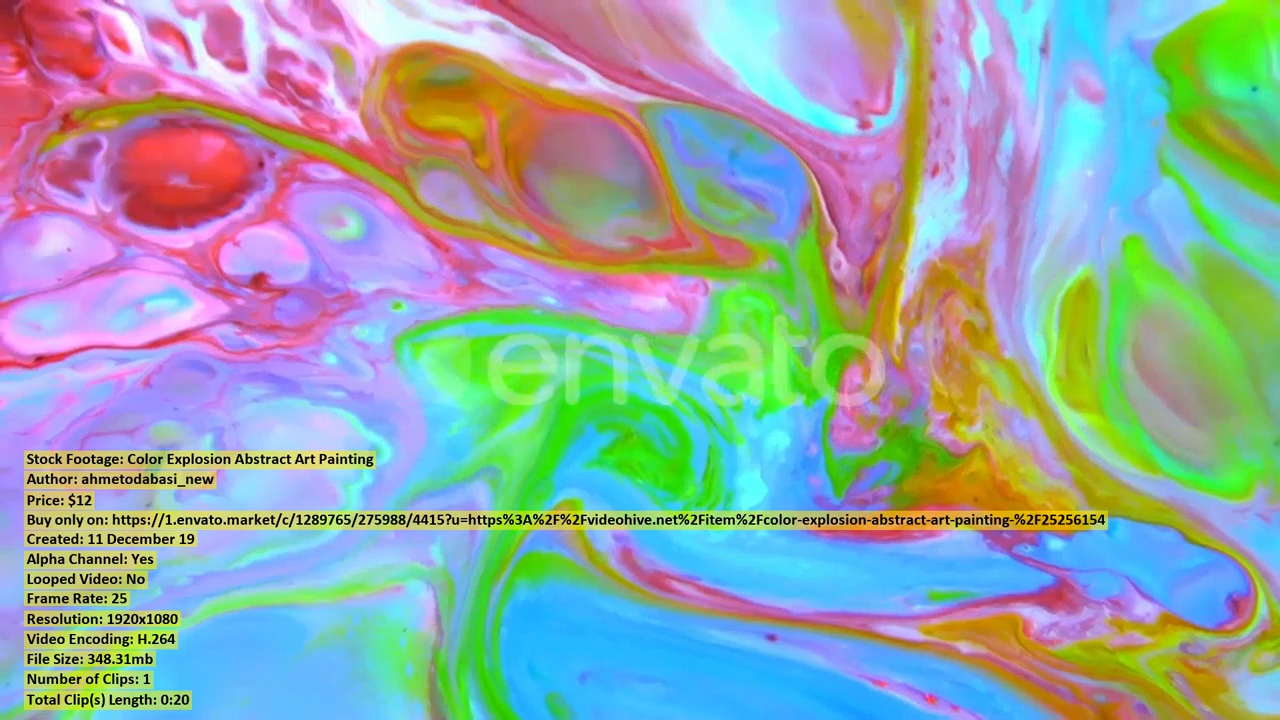 envato
Stock Footage: Color Explosion Abstract Art Painting
Author: ahmetodabasi_new
Price: $12
Buy only on: https://1.envato.market/c/1289765/275988/4415?u=https%3A%2F%2Fvideohive.net%2Fitem%2Fcolor-explosion-abstract-art-painting-%2F25256154
Created: 11 December 19
Alpha Channel: Yes
Looped Video: No
Frame Rate: 25
Resolution: 1920x1080
Video Encoding: H.264
File Size: 348.31mb
Number of Clips: 1
Total Clip(s) Length: 0:20